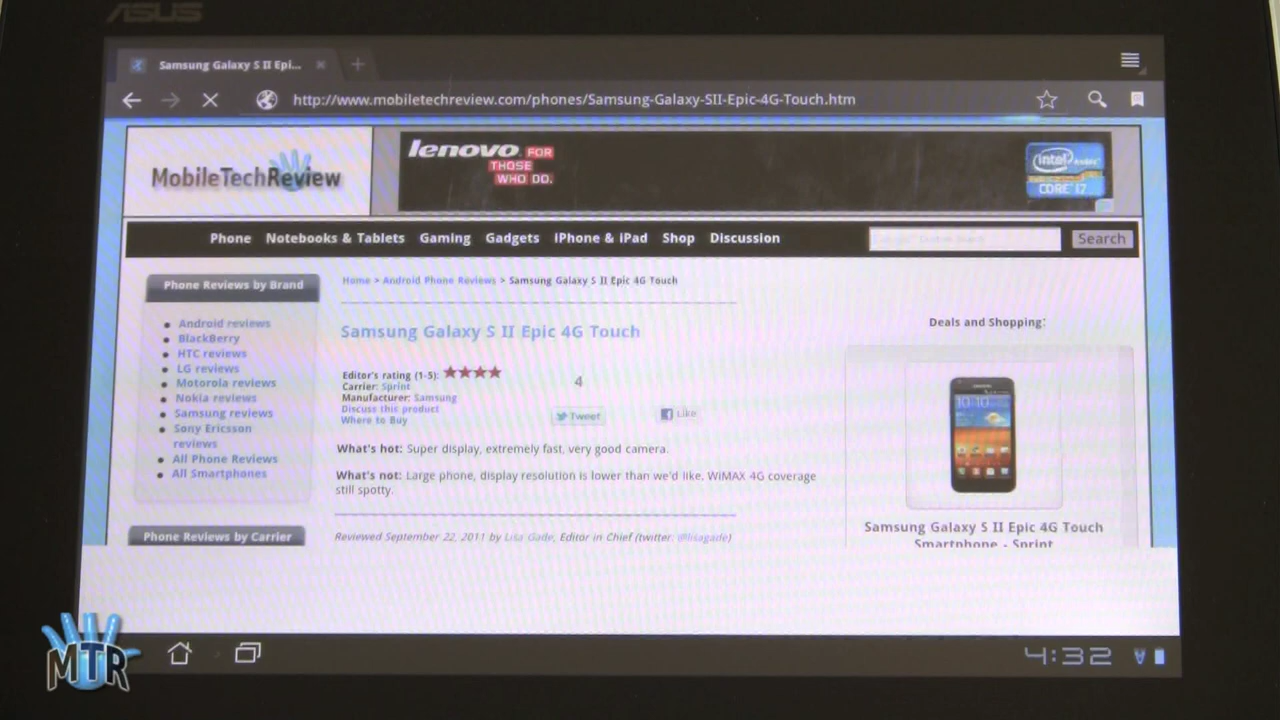 ASUS
Samsung Galaxy S II Epi...
http://www.mobiletechreview.com/phones/Samsung-Galaxy-SII-Epic-4G-Touch.htm
MobileTechReview
lenovo FOR THOSE WHO DO.
intel
CORE i7
Phone Notebooks & Tablets Gaming Gadgets iPhone & iPad Shop Discussion
Search
Phone Reviews by Brand
Android reviews
BlackBerry
HTC reviews
LG reviews
Motorola reviews
Nokia reviews
Samsung reviews
Sony Ericsson
reviews
All Phone Reviews
All Smartphones
Phone Reviews by Carrier
Home > Android Phone Reviews > Samsung Galaxy S II Epic 4G Touch
Samsung Galaxy S II Epic 4G Touch
Editor's rating (1-5):
Carrier: Sprint
Manufacturer: Samsung
Discuss this product
Where to Buy
4
Tweet
Like
What's hot: Super display, extremely fast, very good camera.
What's not: Large phone, display resolution is lower than we'd like, WiMAX 4G coverage
still spotty.
Reviewed September 22, 2011 by Lisa Gade, Editor in Chief (twitter: @lisagade)
Deals and Shopping:
10:10
Samsung Galaxy S II Epic 4G Touch
Smartphone - Sprint
MTR
4:32